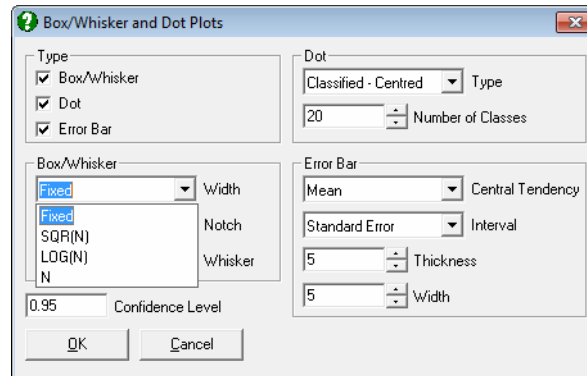 Box/Whisker and Dot Plots
Type
Box/Whisker
Dot
Error Bar
Dot
Classified - Centred
Type
20
Number of Classes
Box/Whisker
Fixed
Width
Fixed
SQR(N)
LOG(N)
N
Notch
Whisker
0.95
Confidence Level
Error Bar
Mean
Central Tendency
Standard Error
Interval
5
Thickness
5
Width
OK
Cancel